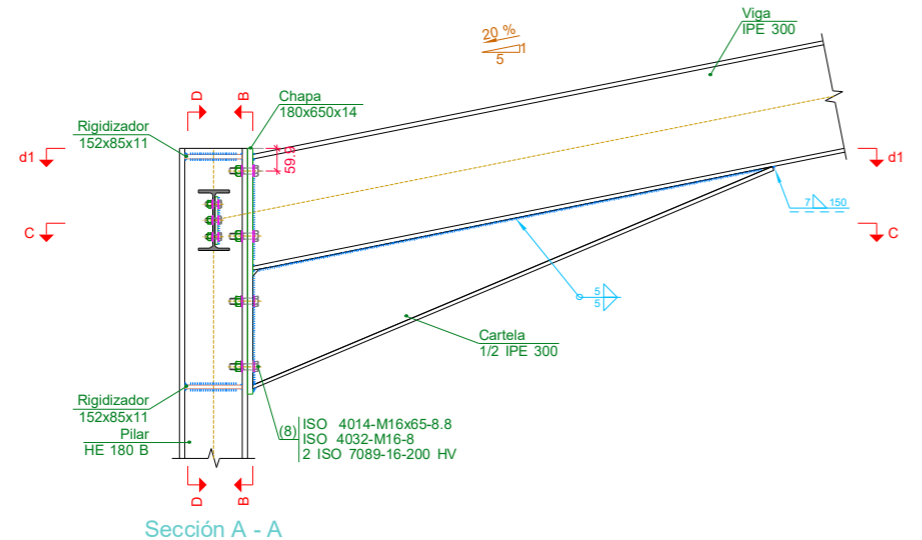 20 %
1
5
Viga
IPE 300
D
B
Chapa
180x650x14
Rigidizador
152x85x11
d1
d1
59.9
C
C
7
150
5
5
Cartela
1/2 IPE 300
Rigidizador
152x85x11
Pilar
HE 180 B
(8)
ISO 4014-M16x65-8.8
ISO 4032-M16-8
2 ISO 7089-16-200 HV
D
B
Sección A - A